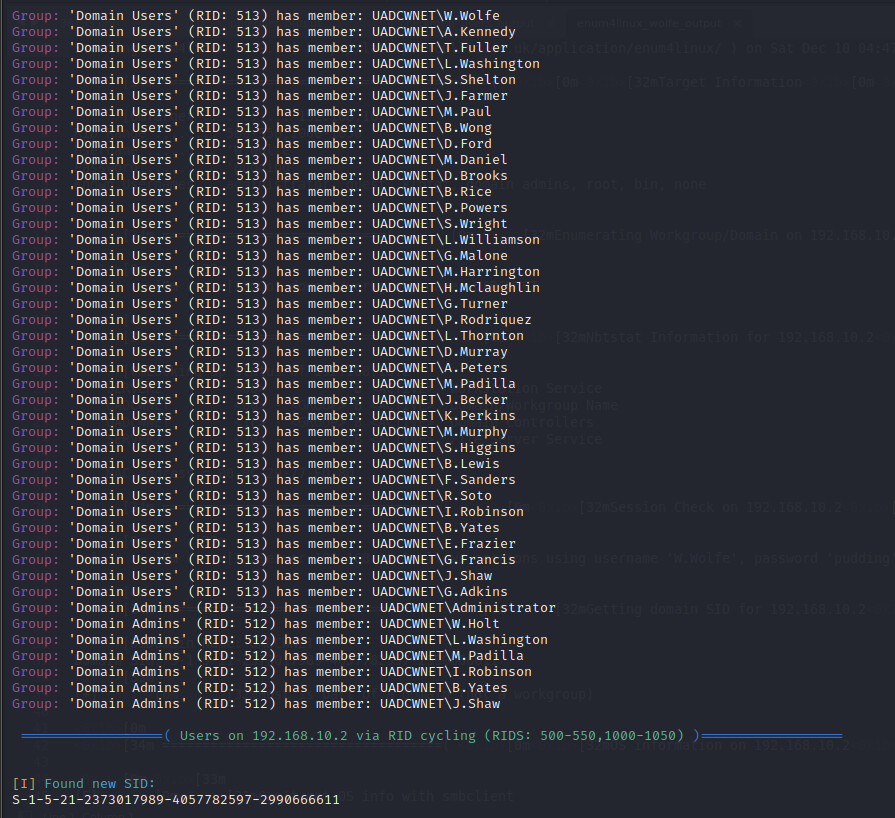 Group: 'Domain Users' (RID: 513) has member: UADCWNET\W.Wolfe
Group: 'Domain Users' (RID: 513) has member: UADCWNET\A.Kennedy
Group: 'Domain Users' (RID: 513) has member: UADCWNET\T.Fuller
Group: 'Domain Users' (RID: 513) has member: UADCWNET\L.Washington
Group: 'Domain Users' (RID: 513) has member: UADCWNET\S.Shelton
Group: 'Domain Users' (RID: 513) has member: UADCWNET\J.Farmer
Group: 'Domain Users' (RID: 513) has member: UADCWNET\M.Paul
Group: 'Domain Users' (RID: 513) has member: UADCWNET\B.Wong
Group: 'Domain Users' (RID: 513) has member: UADCWNET\D.Ford
Group: 'Domain Users' (RID: 513) has member: UADCWNET\M.Daniel
Group: 'Domain Users' (RID: 513) has member: UADCWNET\D.Brooks
Group: 'Domain Users' (RID: 513) has member: UADCWNET\B.Rice
Group: 'Domain Users' (RID: 513) has member: UADCWNET\P.Powers
Group: 'Domain Users' (RID: 513) has member: UADCWNET\S.Wright
Group: 'Domain Users' (RID: 513) has member: UADCWNET\L.Williamson
Group: 'Domain Users' (RID: 513) has member: UADCWNET\G.Malone
Group: 'Domain Users' (RID: 513) has member: UADCWNET\M.Harrington
Group: 'Domain Users' (RID: 513) has member: UADCWNET\H.Mclaughlin
Group: 'Domain Users' (RID: 513) has member: UADCWNET\G.Turner
Group: 'Domain Users' (RID: 513) has member: UADCWNET\P.Rodriquez
Group: 'Domain Users' (RID: 513) has member: UADCWNET\L.Thornton
Group: 'Domain Users' (RID: 513) has member: UADCWNET\D.Murray
Group: 'Domain Users' (RID: 513) has member: UADCWNET\A.Peters
Group: 'Domain Users' (RID: 513) has member: UADCWNET\M.Padilla
Group: 'Domain Users' (RID: 513) has member: UADCWNET\J.Becker
Group: 'Domain Users' (RID: 513) has member: UADCWNET\K.Perkins
Group: 'Domain Users' (RID: 513) has member: UADCWNET\M.Murphy
Group: 'Domain Users' (RID: 513) has member: UADCWNET\S.Higgins
Group: 'Domain Users' (RID: 513) has member: UADCWNET\B.Lewis
Group: 'Domain Users' (RID: 513) has member: UADCWNET\F.Sanders
Group: 'Domain Users' (RID: 513) has member: UADCWNET\R.Soto
Group: 'Domain Users' (RID: 513) has member: UADCWNET\I.Robinson
Group: 'Domain Users' (RID: 513) has member: UADCWNET\B.Yates
Group: 'Domain Users' (RID: 513) has member: UADCWNET\E.Frazier
Group: 'Domain Users' (RID: 513) has member: UADCWNET\G.Francis
Group: 'Domain Users' (RID: 513) has member: UADCWNET\J.Shaw
Group: 'Domain Users' (RID: 513) has member: UADCWNET\G.Adkins
Group: 'Domain Admins' (RID: 512) has member: UADCWNET\Administrator
Group: 'Domain Admins' (RID: 512) has member: UADCWNET\W.Holt
Group: 'Domain Admins' (RID: 512) has member: UADCWNET\L.Washington
Group: 'Domain Admins' (RID: 512) has member: UADCWNET\M.Padilla
Group: 'Domain Admins' (RID: 512) has member: UADCWNET\I.Robinson
Group: 'Domain Admins' (RID: 512) has member: UADCWNET\B.Yates
Group: 'Domain Admins' (RID: 512) has member: UADCWNET\J.Shaw
( Users on 192.168.10.2 via RID cycling (RIDS: 500-550,1000-1050) )
[I] Found new SID:
S-1-5-21-2373017989-4057782597-2990666611